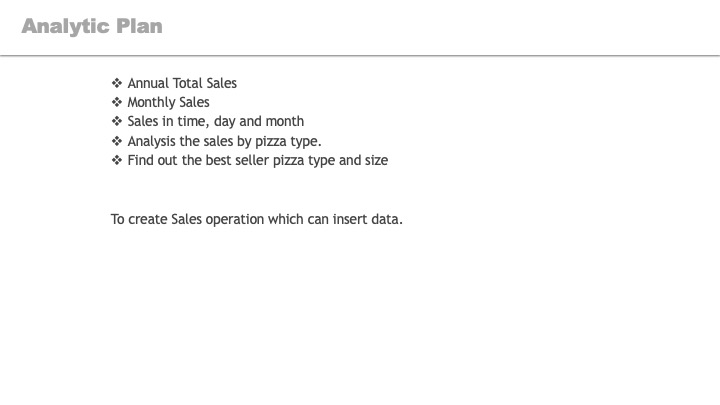 Analytic Plan
❖ Annual Total Sales
❖ Monthly Sales
❖ Sales in time, day and month
❖ Analysis the sales by pizza type.
❖ Find out the best seller pizza type and size
To create Sales operation which can insert data.